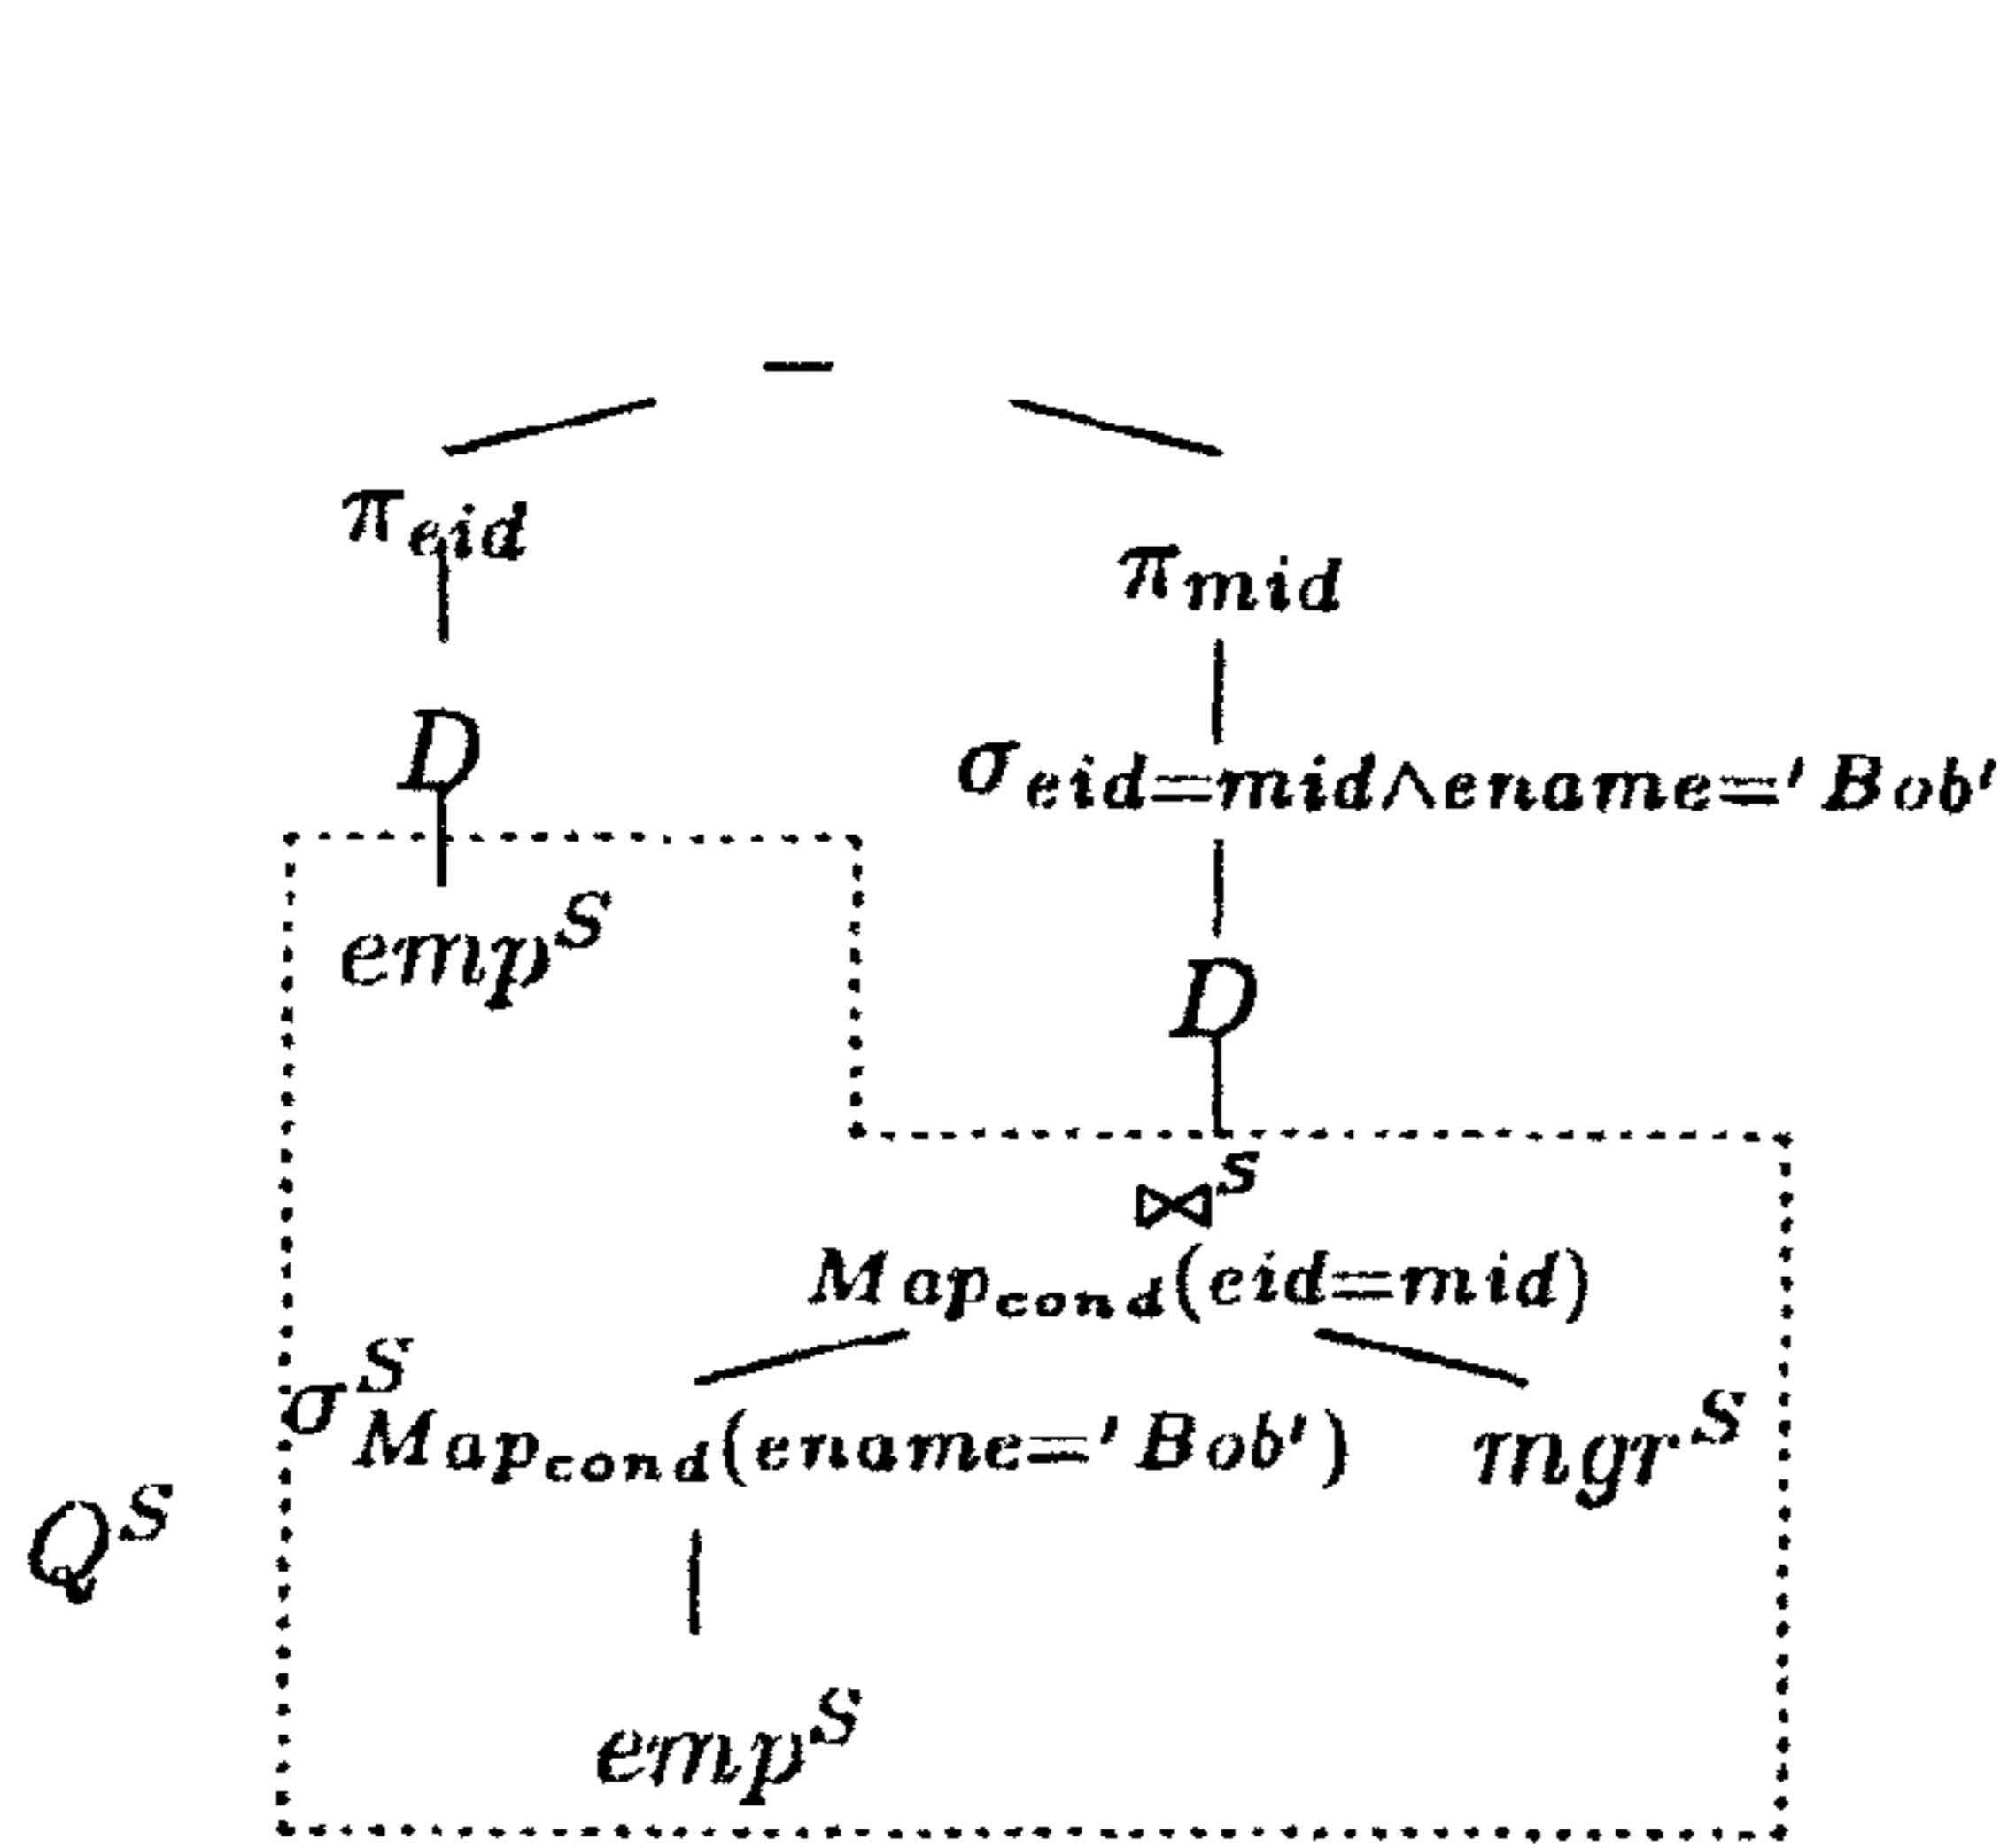 −
π_eid
π_mid
D
σ_eid=mid∧ename='Bob'
emp^S
D
⋈^S
Map_cond(eid=mid)
σ^S_Map_cond(ename='Bob')
mgr^S
Q^S
emp^S